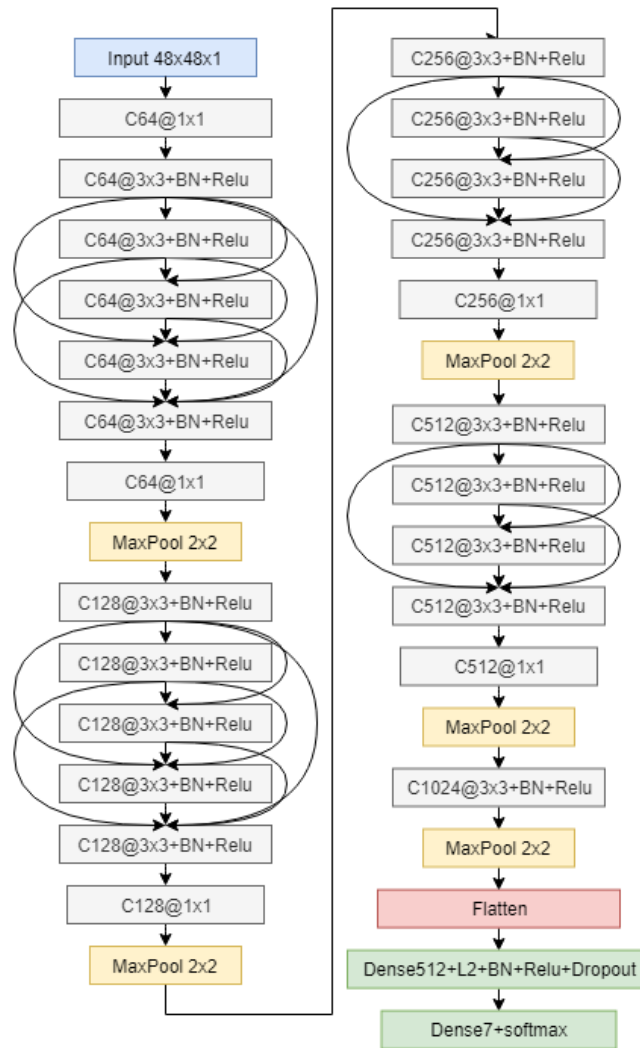 Input 48x48x1
C64@1x1
C64@3x3+BN+Relu
C64@3x3+BN+Relu
C64@3x3+BN+Relu
C64@3x3+BN+Relu
C64@3x3+BN+Relu
C64@1x1
MaxPool 2x2
C128@3x3+BN+Relu
C128@3x3+BN+Relu
C128@3x3+BN+Relu
C128@3x3+BN+Relu
C128@3x3+BN+Relu
C128@1x1
MaxPool 2x2
C256@3x3+BN+Relu
C256@3x3+BN+Relu
C256@3x3+BN+Relu
C256@3x3+BN+Relu
C256@1x1
MaxPool 2x2
C512@3x3+BN+Relu
C512@3x3+BN+Relu
C512@3x3+BN+Relu
C512@3x3+BN+Relu
C512@1x1
MaxPool 2x2
C1024@3x3+BN+Relu
MaxPool 2x2
Flatten
Dense512+L2+BN+Relu+Dropout
Dense7+softmax